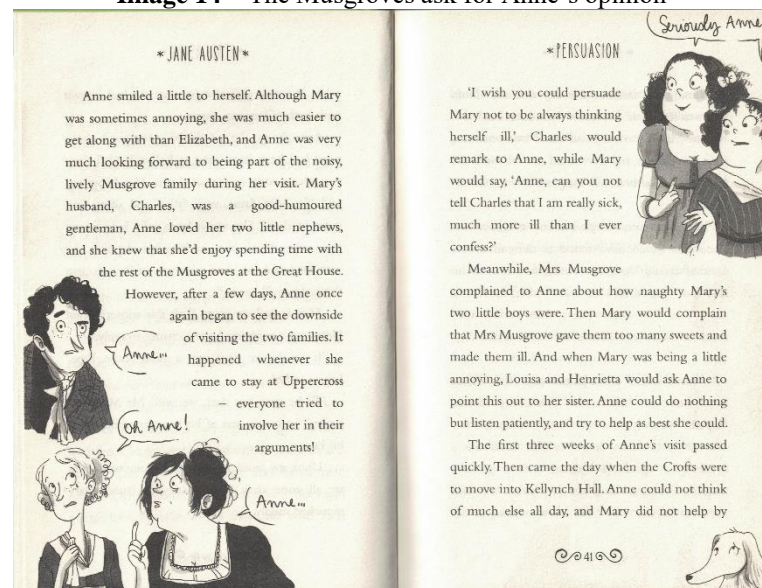 Image 14 – The Musgroves ask for Anne's opinion
*JANE AUSTEN*
Anne smiled a little to herself. Although Mary
was sometimes annoying, she was much easier to
get along with than Elizabeth, and Anne was very
much looking forward to being part of the noisy,
lively Musgrove family during her visit. Mary's
husband, Charles, was a good-humoured
gentleman, Anne loved her two little nephews,
and she knew that she'd enjoy spending time with
the rest of the Musgroves at the Great House.
However, after a few days, Anne once
again began to see the downside
of visiting the two families. It
happened whenever she
came to stay at Uppercross
– everyone tried to
involve her in their
arguments!
Anne...
Oh Anne!
Anne...
*PERSUASION
Seriously Anne
'I wish you could persuade
Mary not to be always thinking
herself ill,' Charles would
remark to Anne, while Mary
would say, 'Anne, can you not
tell Charles that I am really sick,
much more ill than I ever
confess?'
Meanwhile, Mrs Musgrove
complained to Anne about how naughty Mary's
two little boys were. Then Mary would complain
that Mrs Musgrove gave them too many sweets and
made them ill. And when Mary was being a little
annoying, Louisa and Henrietta would ask Anne to
point this out to her sister. Anne could do nothing
but listen patiently, and try to help as best she could.
The first three weeks of Anne's visit passed
quickly. Then came the day when the Crofts were
to move into Kellynch Hall. Anne could not think
of much else all day, and Mary did not help by
41